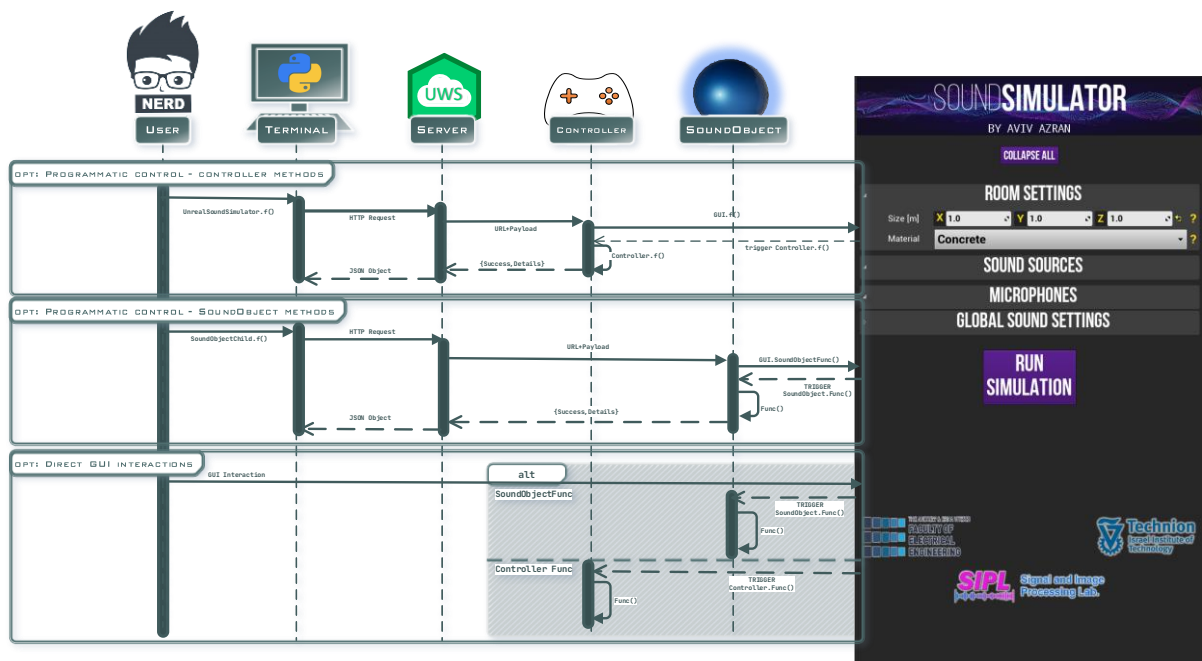 NERD
USER
TERMINAL
UWS
SERVER
CONTROLLER
SOUNDOBJECT
OPT: PROGRAMMATIC CONTROL - CONTROLLER METHODS
UnrealSoundSimulator.f()
HTTP Request
URL+Payload
GUI.f()
trigger Controller.f()
Controller.f()
{Success,Details}
JSON Object
OPT: PROGRAMMATIC CONTROL - SOUNDOBJECT METHODS
SoundObjectChild.f()
HTTP Request
URL+Payload
GUI.SoundObjectFunc()
TRIGGER
SoundObject.Func()
Func()
{Success,Details}
JSON Object
OPT: DIRECT GUI INTERACTIONS
GUI Interaction
alt
SoundObjectFunc
TRIGGER
SoundObject.Func()
Func()
Controller Func
TRIGGER
Controller.Func()
Func()
SOUNDSIMULATOR
BY AVIV AZRAN
COLLAPSE ALL
ROOM SETTINGS
Size [m] X 1.0 Y 1.0 Z 1.0 ?
Material Concrete ?
SOUND SOURCES
MICROPHONES
GLOBAL SOUND SETTINGS
RUN
SIMULATION
FACULTY OF
ELECTRICAL
ENGINEERING
Technion
Israel Institute of
Technology
SIPL
Signal and Image
Processing Lab.